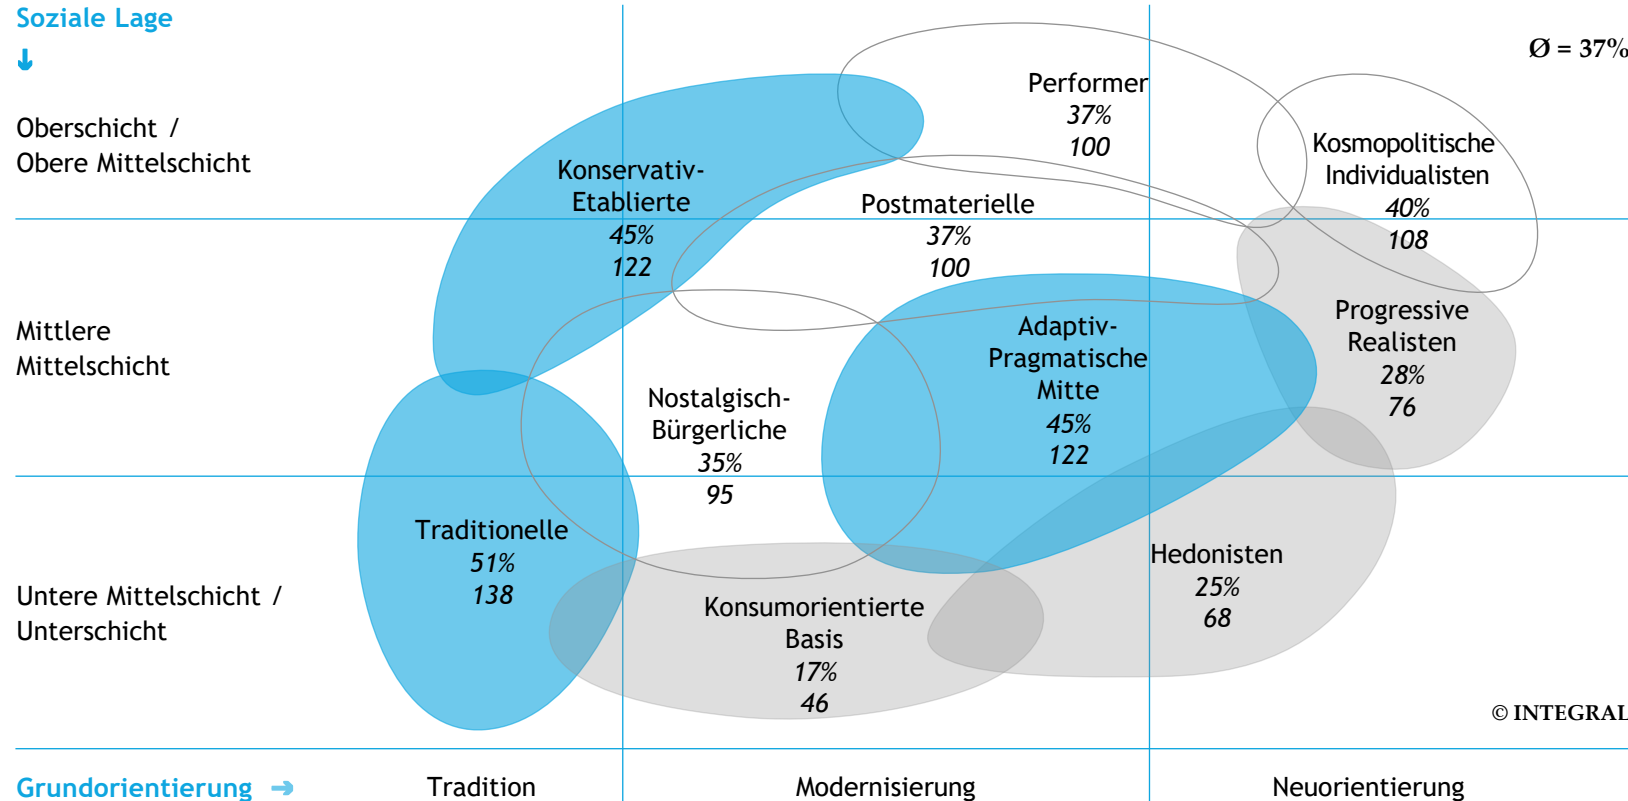 Soziale Lage
Ø = 37%
Oberschicht /
Obere Mittelschicht
Performer
37%
100
Kosmopolitische
Individualisten
40%
108
Konservativ-
Etablierte
45%
122
Postmaterielle
37%
100
Mittlere
Mittelschicht
Adaptiv-
Pragmatische
Mitte
45%
122
Progressive
Realisten
28%
76
Nostalgisch-
Bürgerliche
35%
95
Traditionelle
51%
138
Hedonisten
25%
68
Untere Mittelschicht /
Unterschicht
Konsumorientierte
Basis
17%
46
© INTEGRAL
Grundorientierung →
Tradition
Modernisierung
Neuorientierung